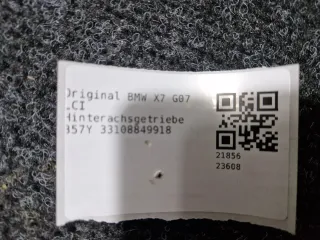 Original BMW X7 G07
LCI
Hinterachsgetriebe
357Y 33108849918
21856
23608